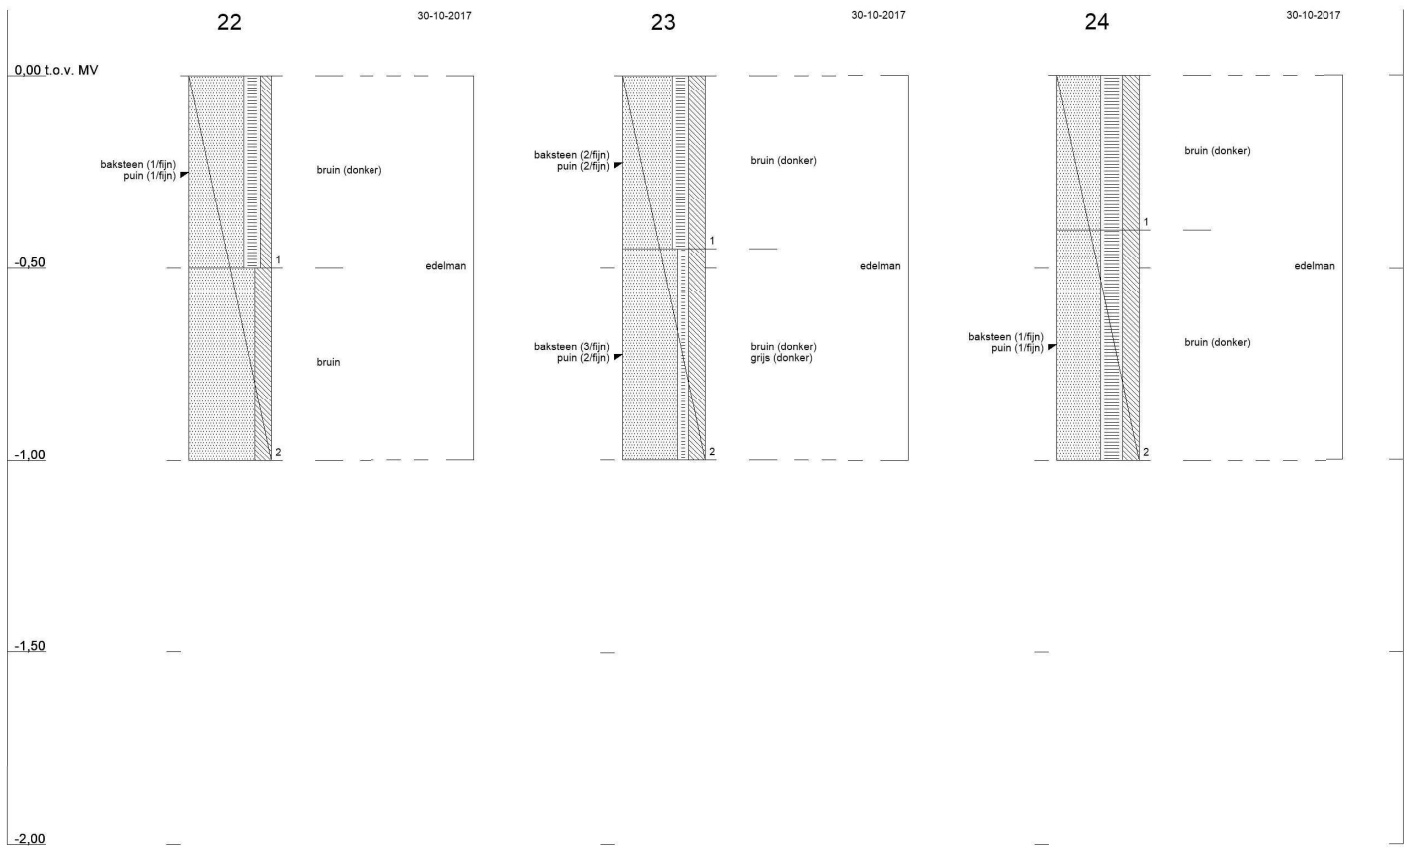 22
30-10-2017
23
30-10-2017
24
30-10-2017
0,00 t.o.v. MV
baksteen (1/fijn)
puin (1/fijn)
bruin (donker)
1
edelman
bruin
2
baksteen (2/fijn)
puin (2/fijn)
bruin (donker)
1
edelman
baksteen (3/fijn)
puin (2/fijn)
bruin (donker)
grijs (donker)
2
bruin (donker)
1
edelman
baksteen (1/fijn)
puin (1/fijn)
bruin (donker)
2
-0,50
-1,00
-1,50
-2,00